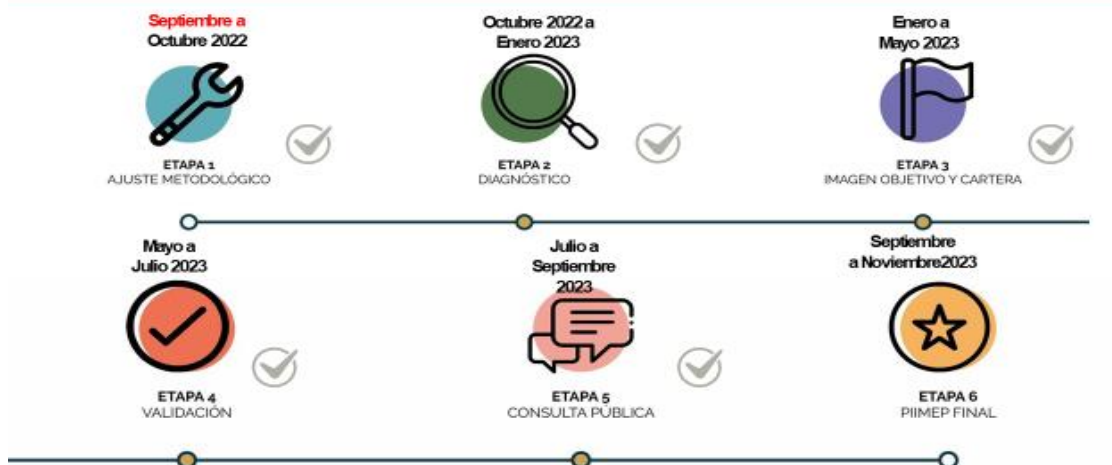 Septiembre a
Octubre 2022
ETAPA 1
AJUSTE METODOLÓGICO
Octubre 2022 a
Enero 2023
ETAPA 2
DIAGNÓSTICO
Enero a
Mayo 2023
ETAPA 3
IMAGEN OBJETIVO Y CARTERA
Mayo a
Julio 2023
ETAPA 4
VALIDACIÓN
Julio a
Septiembre
2023
ETAPA 5
CONSULTA PÚBLICA
Septiembre
a Noviembre2023
ETAPA 6
PIIMEP FINAL